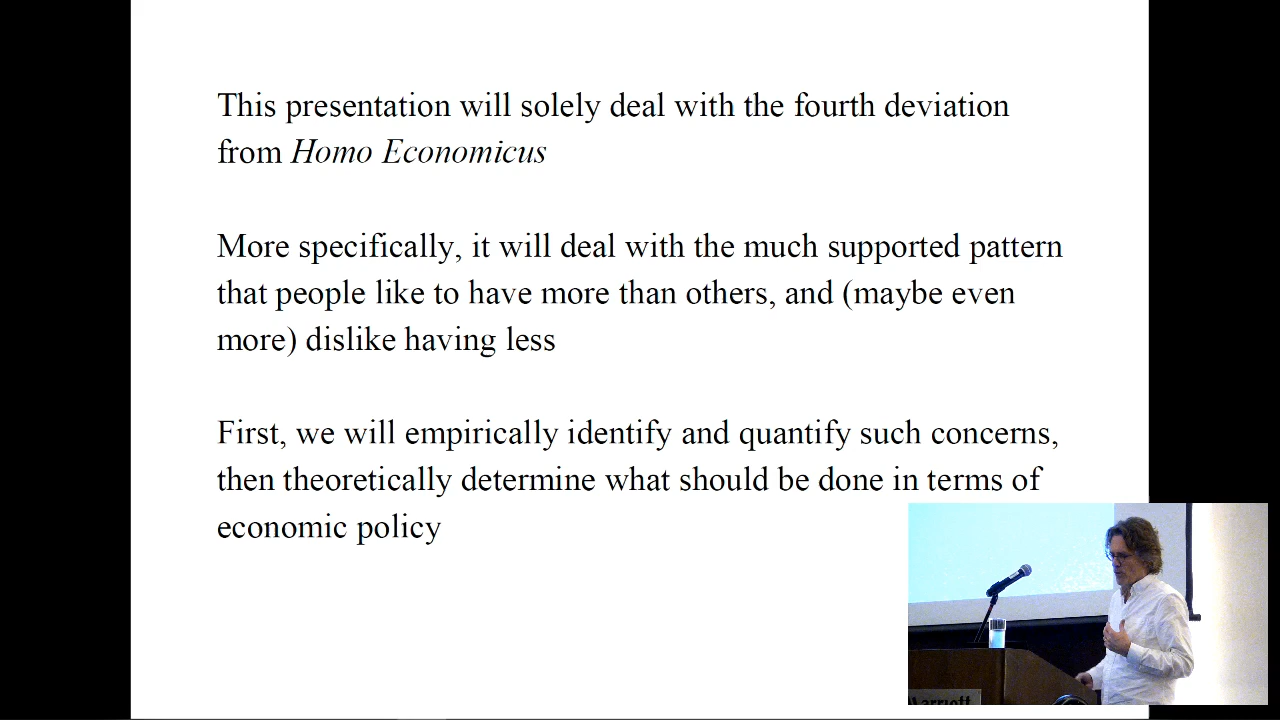 This presentation will solely deal with the fourth deviation
from Homo Economicus
More specifically, it will deal with the much supported pattern
that people like to have more than others, and (maybe even
more) dislike having less
First, we will empirically identify and quantify such concerns,
then theoretically determine what should be done in terms of
economic policy
Marriott